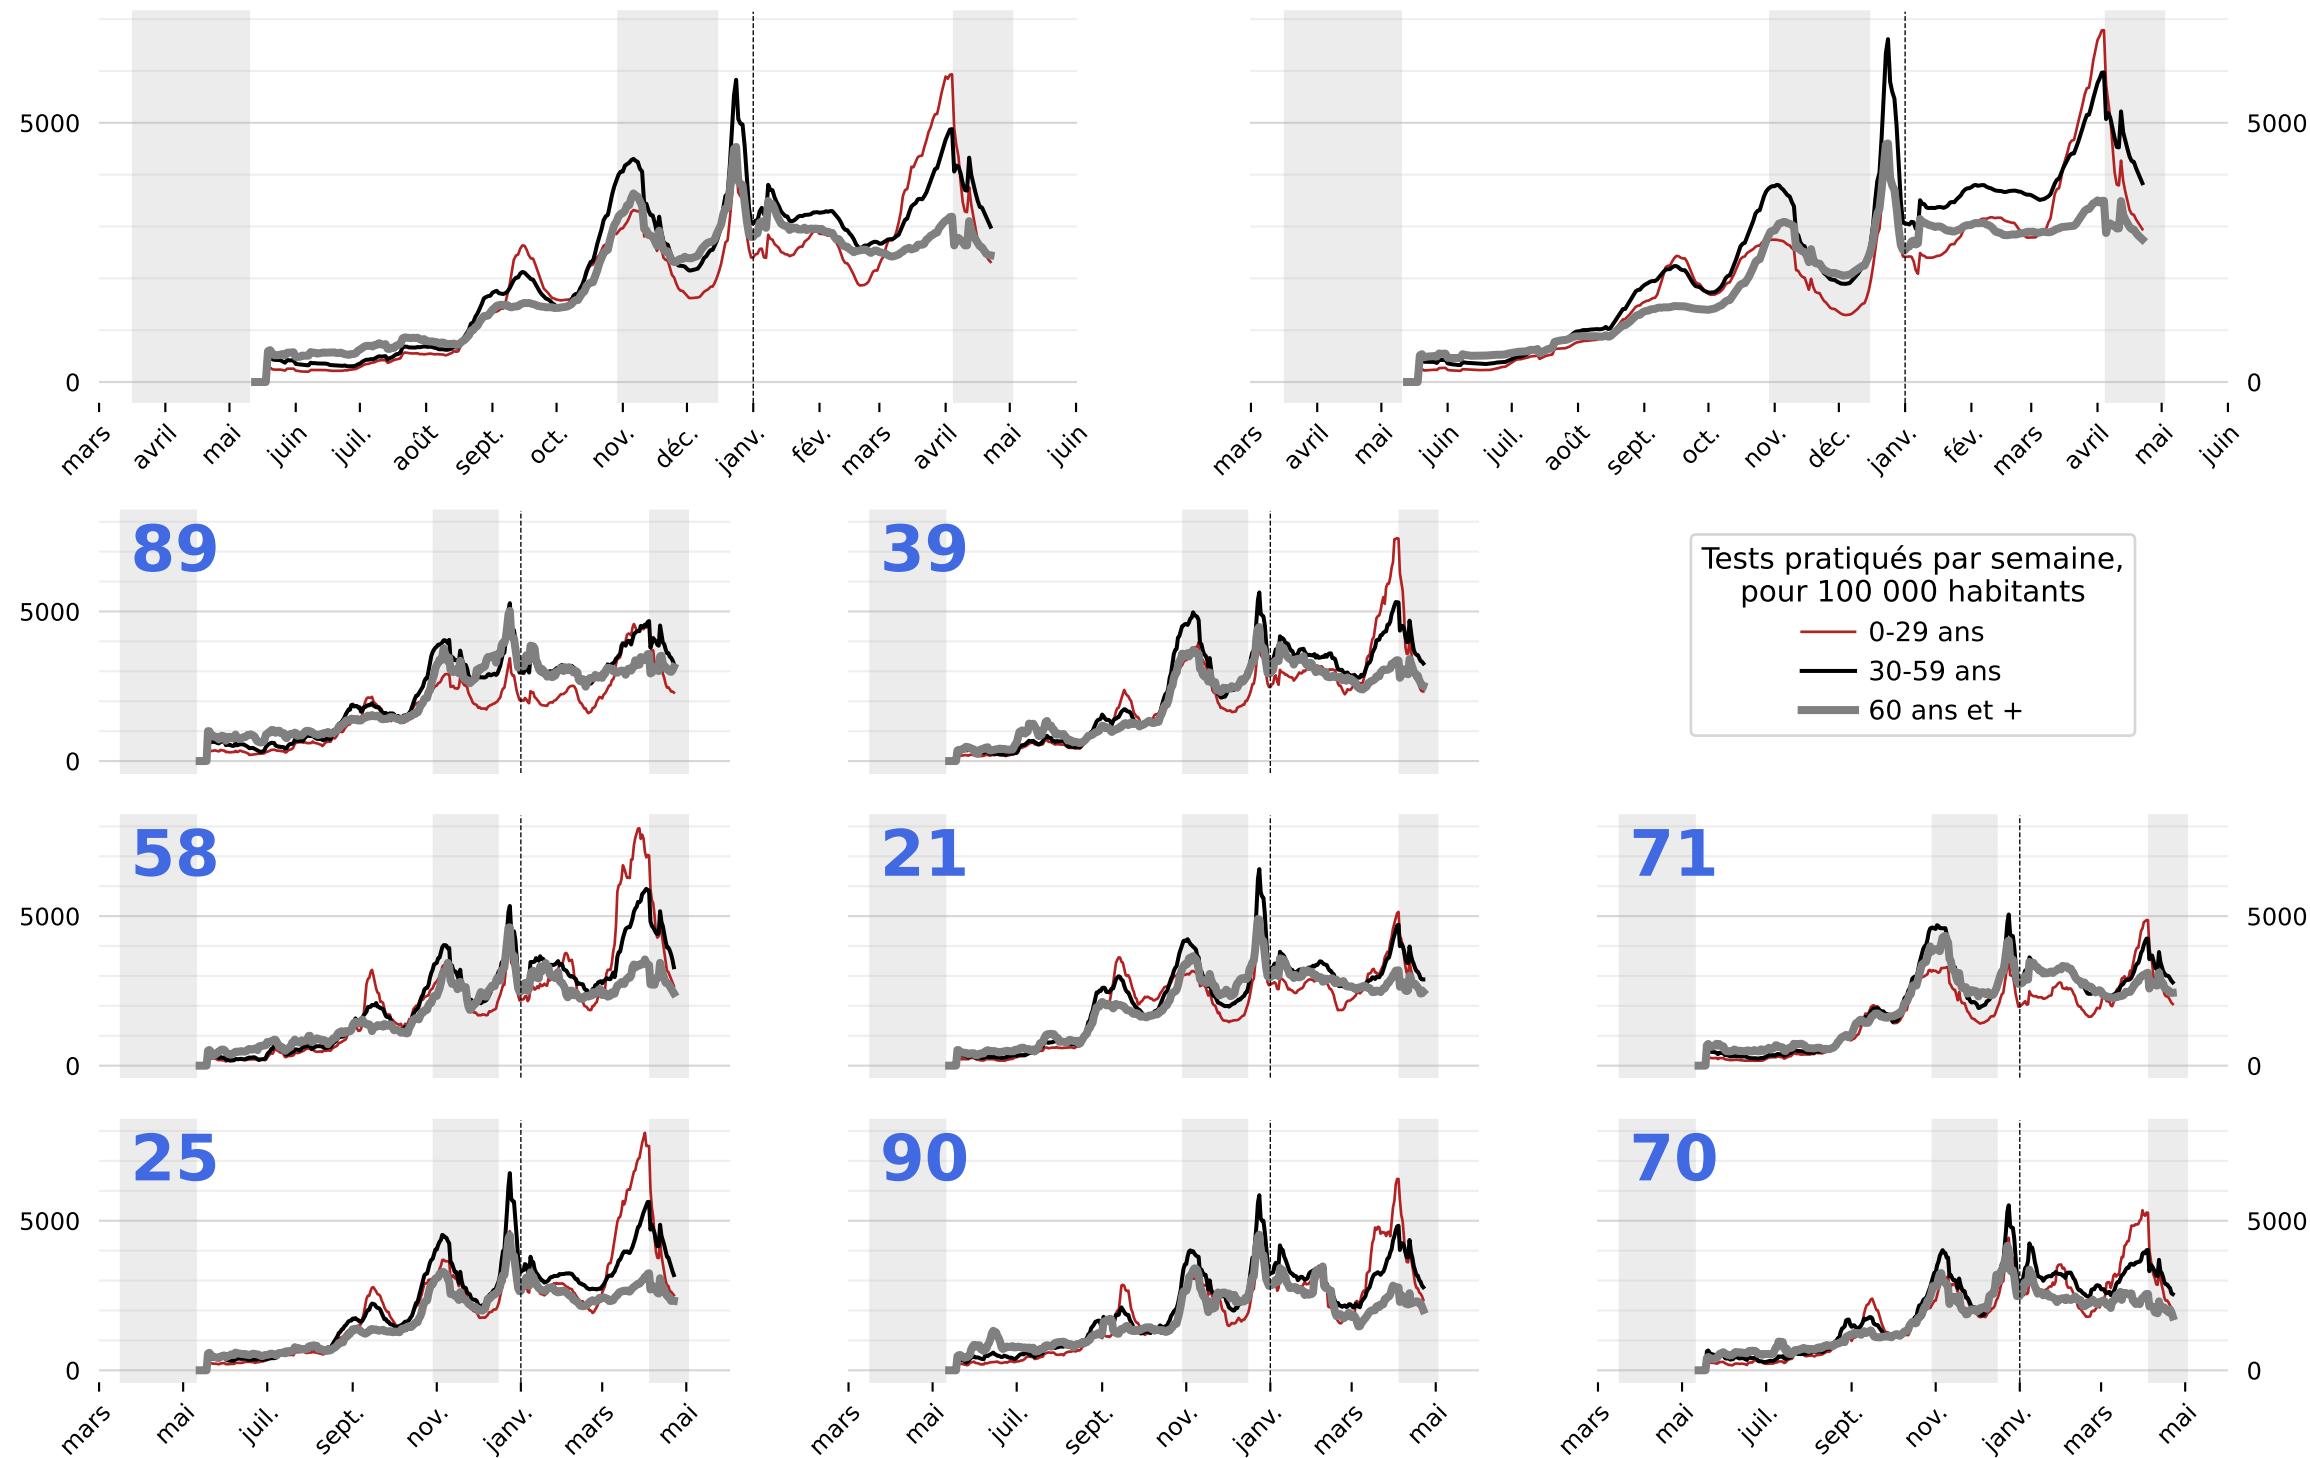 5000
0
mars avril mai juin juil. août sept. oct. nov. déc. janv. fév. mars avril mai juin
5000
0
mars avril mai juin juil. août sept. oct. nov. déc. janv. fév. mars avril mai juin
89
5000
0
39
Tests pratiqués par semaine,
pour 100 000 habitants
0-29 ans
30-59 ans
60 ans et +
58
5000
0
21
71
5000
0
25
5000
0
90
70
5000
0
mars mai juil. sept. nov. janv. mars mai
mars mai juil. sept. nov. janv. mars mai
mars mai juil. sept. nov. janv. mars mai